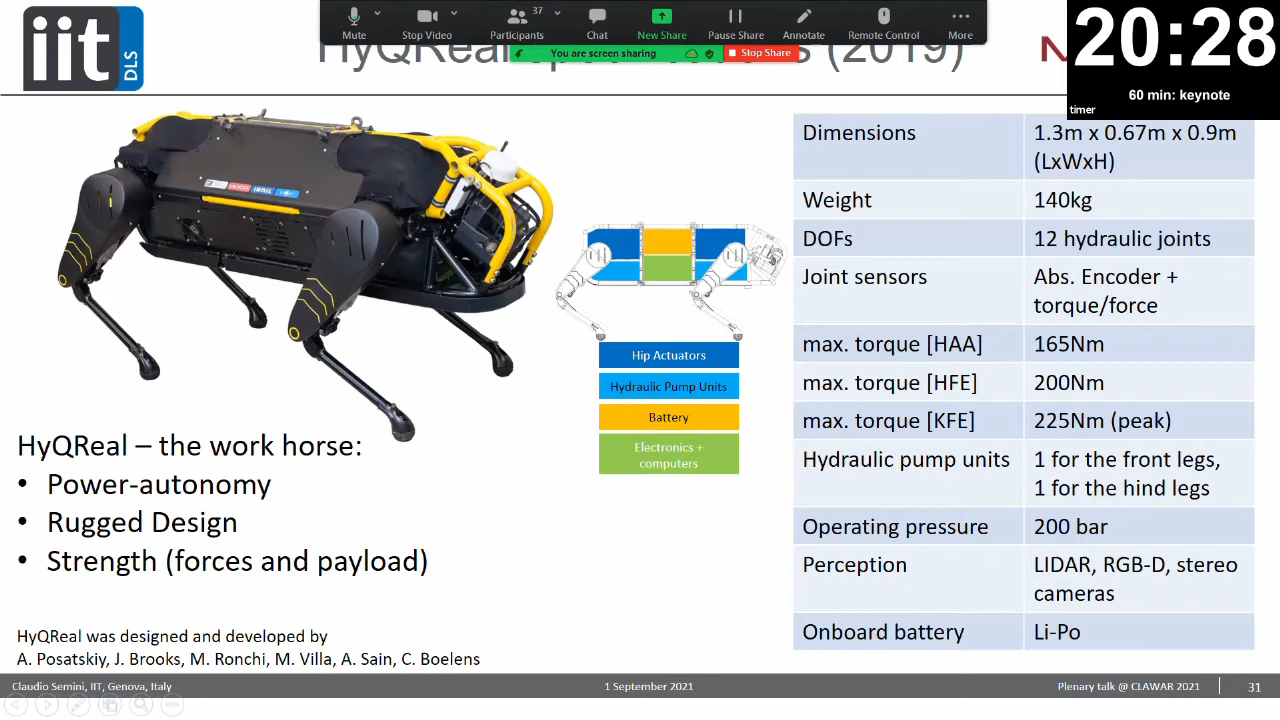 37
Mute
Stop Video
Participants
Chat
New Share
Pause Share
Annotate
Remote Control
More
You are screen sharing
Stop Share
20:28
60 min: keynote
timer
iit
DLS
HyQReal
(2019)
Dimensions
1.3m x 0.67m x 0.9m
(LxWxH)
Weight
140kg
DOFs
12 hydraulic joints
Joint sensors
Abs. Encoder +
torque/force
max. torque [HAA]
165Nm
max. torque [HFE]
200Nm
max. torque [KFE]
225Nm (peak)
Hydraulic pump units
1 for the front legs,
1 for the hind legs
Operating pressure
200 bar
Perception
LIDAR, RGB-D, stereo
cameras
Onboard battery
Li-Po
Hip Actuators
Hydraulic Pump Units
Battery
Electronics +
computers
HyQReal – the work horse:
• Power-autonomy
• Rugged Design
• Strength (forces and payload)
HyQReal was designed and developed by
A. Posatskiy, J. Brooks, M. Ronchi, M. Villa, A. Sain, C. Boelens
Claudio Semini, IIT, Genova, Italy
1 September 2021
Plenary talk @ CLAWAR 2021
31